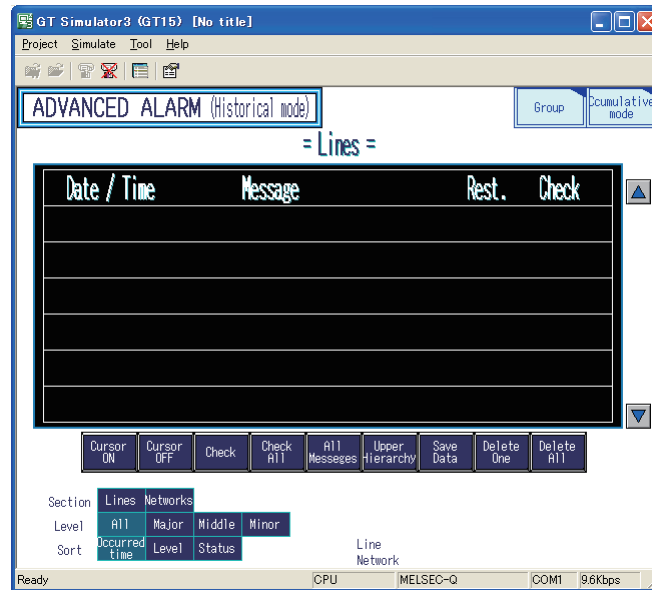 GT Simulator3 (GT15) [No title]
Project Simulate Tool Help
ADVANCED ALARM (Historical mode)
Group
Ccumulative
mode
= Lines =
Date / Time Message Rest. Check
Cursor ON Cursor OFF Check Check All All Messeges Upper Hierarchy Save Data Delete One Delete All
Section Lines Networks
Level All Major Middle Minor
Sort Occurred time Level Status
Line
Network
Ready CPU MELSEC-Q COM1 9.6Kbps